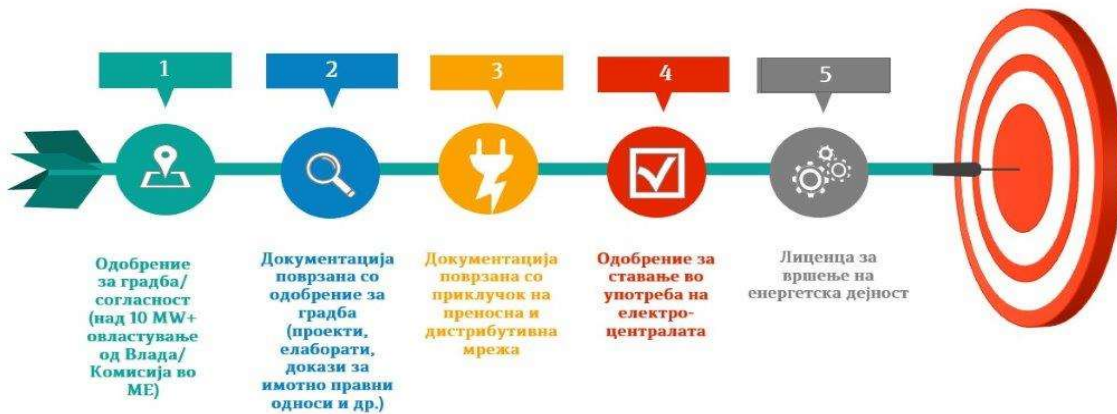 1
Одобрение
за градба/
согласност
(над 10 MW+
овластување
од Влада/
Комисија во
МЕ)
2
Документација
поврзана со
одобрение за
градба
(проекти,
елаборати,
докази за
имотно правни
односи и др.)
3
Документација
поврзана со
приклучок на
преносна и
дистрибутивна
мрежа
4
Одобрение за
ставање во
употреба на
електро-
централата
5
Лиценца за
вршење на
енергетска дејност